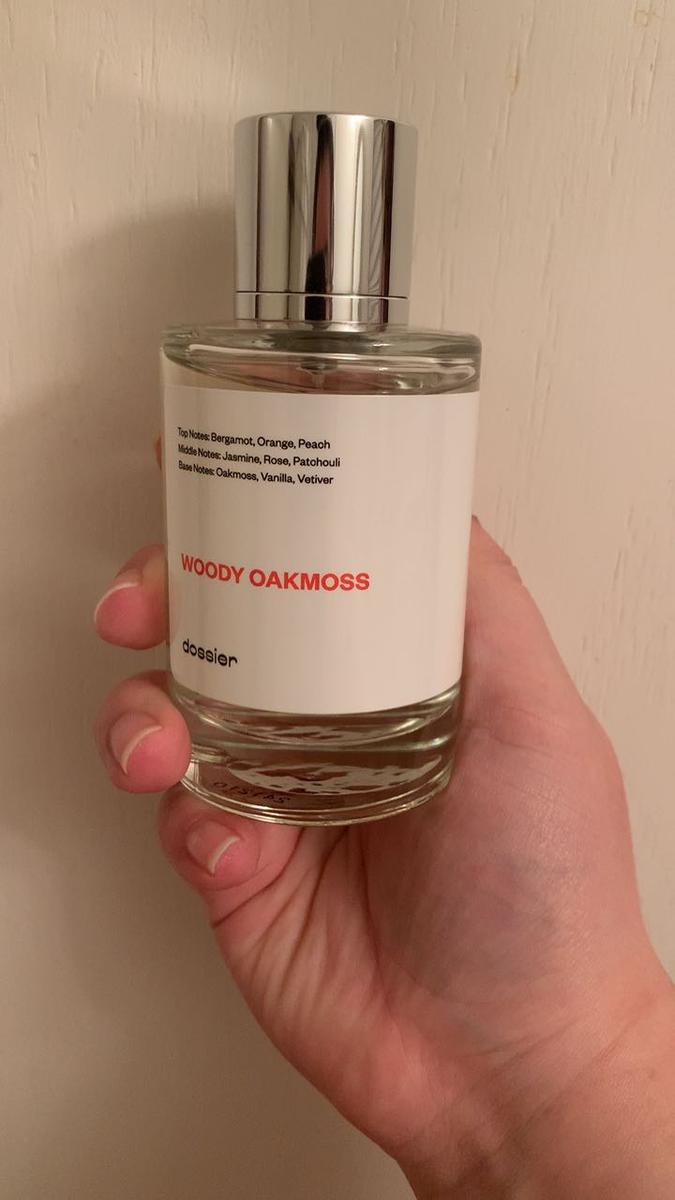 Top Notes: Bergamot, Orange, Peach
Middle Notes: Jasmine, Rose, Patchouli
Base Notes: Oakmoss, Vanilla, Vetiver
WOODY OAKMOSS
dossier